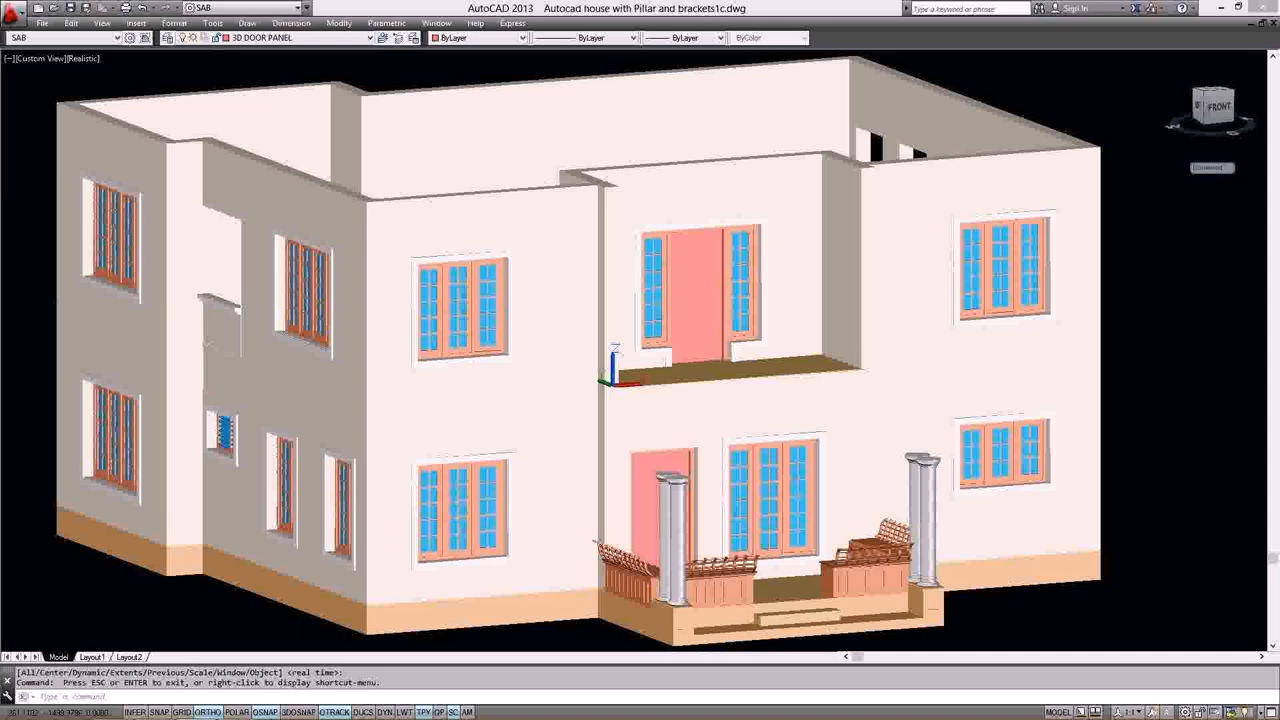 SAB
AutoCAD 2013 Autocad house with Pillar and brackets1c.dwg
Type a keyword or phrase
Sign In
File Edit View Insert Format Tools Draw Dimension Modify Parametric Window Help Express
SAB
3D DOOR PANEL
ByLayer
ByLayer
ByLayer
ByColor
[−][Custom View][Realistic]
FRONT
Z
Model Layout1 Layout2
[All/Center/Dynamic/Extents/Previous/Scale/Window/Object] <real time>:
Command: Press ESC or ENTER to exit, or right-click to display shortcut-menu.
Type a command
INFER SNAP GRID ORTHO POLAR OSNAP 3DOSNAP OTRACK DUCS DYN LWT TPY QP SC AM
MODEL
1:1